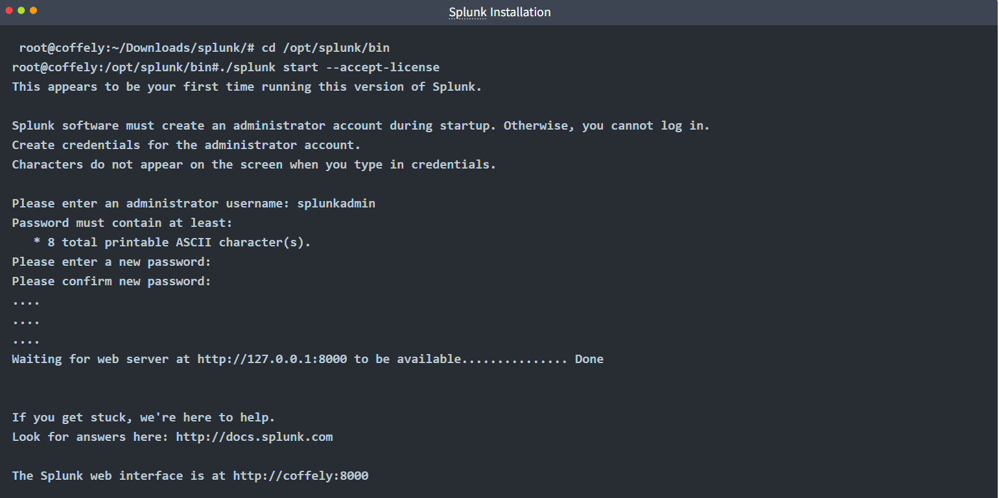 Splunk Installation
root@coffely:~/Downloads/splunk/# cd /opt/splunk/bin
root@coffely:/opt/splunk/bin#./splunk start --accept-license
This appears to be your first time running this version of Splunk.
Splunk software must create an administrator account during startup. Otherwise, you cannot log in.
Create credentials for the administrator account.
Characters do not appear on the screen when you type in credentials.
Please enter an administrator username: splunkadmin
Password must contain at least:
* 8 total printable ASCII character(s).
Please enter a new password:
Please confirm new password:
....
....
....
Waiting for web server at http://127.0.0.1:8000 to be available............... Done
If you get stuck, we're here to help.
Look for answers here: http://docs.splunk.com
The Splunk web interface is at http://coffely:8000